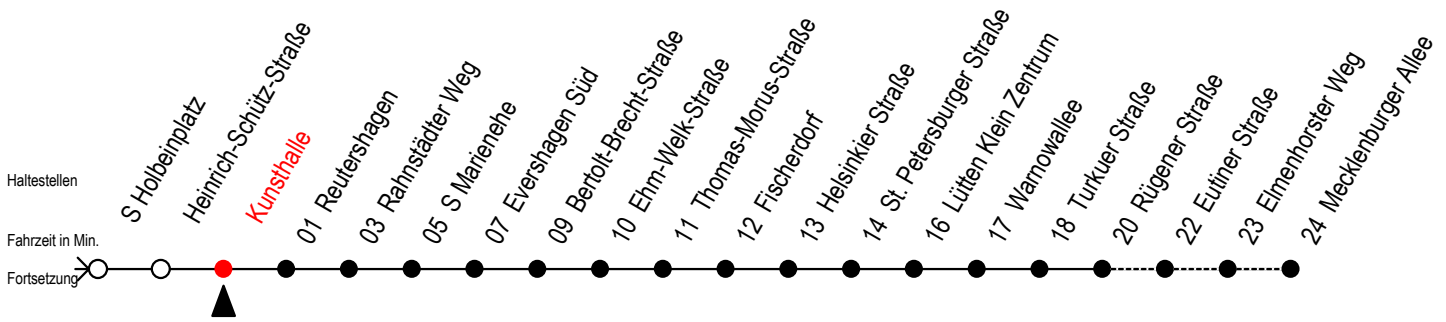 S Holbeinplatz
Heinrich-Schütz-Straße
Kunsthalle
01 Reutershagen
03 Rahnstädter Weg
05 S Marienehe
07 Evershagen Süd
09 Bertolt-Brecht-Straße
10 Ehm-Welk-Straße
11 Thomas-Morus-Straße
12 Fischerdorf
13 Helsinkier Straße
14 St. Petersburger Straße
16 Lütten Klein Zentrum
17 Warnowallee
18 Turkuer Straße
20 Rügener Straße
22 Eutiner Straße
23 Elmenhorster Weg
24 Mecklenburger Allee
Haltestellen
Fahrzeit in Min.
Fortsetzung